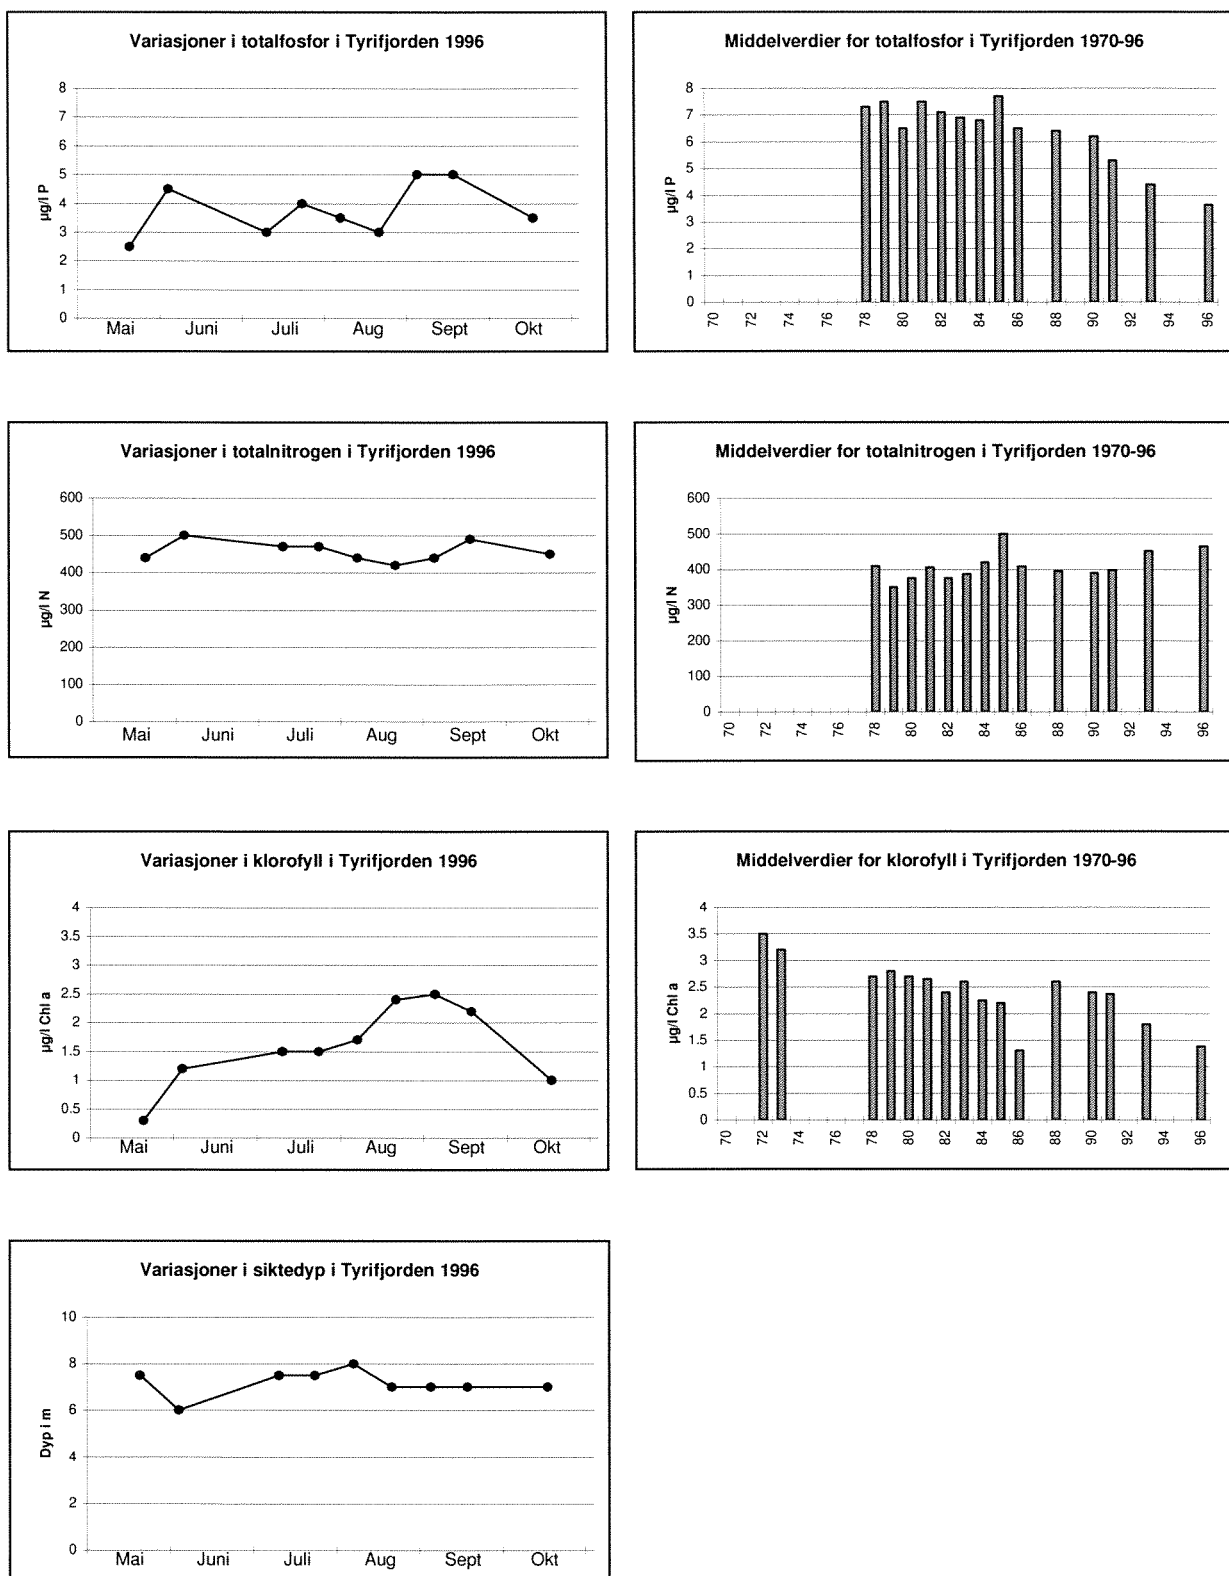 Variasjoner i totalfosfor i Tyrifjorden 1996
8
7
6
5
4
3
2
1
0
µg/l P
Mai Juni Juli Aug Sept Okt
Middelverdier for totalfosfor i Tyrifjorden 1970-96
8
7
6
5
4
3
2
1
0
µg/l P
70 72 74 76 78 80 82 84 86 88 90 92 94 96
Variasjoner i totalnitrogen i Tyrifjorden 1996
600
500
400
300
200
100
0
µg/l N
Mai Juni Juli Aug Sept Okt
Middelverdier for totalnitrogen i Tyrifjorden 1970-96
600
500
400
300
200
100
0
µg/l N
70 72 74 76 78 80 82 84 86 88 90 92 94 96
Variasjoner i klorofyll i Tyrifjorden 1996
4
3.5
3
2.5
2
1.5
1
0.5
0
µg/l Chl a
Mai Juni Juli Aug Sept Okt
Middelverdier for klorofyll i Tyrifjorden 1970-96
4
3.5
3
2.5
2
1.5
1
0.5
0
µg/l Chl a
70 72 74 76 78 80 82 84 86 88 90 92 94 96
Variasjoner i siktedyp i Tyrifjorden 1996
10
8
6
4
2
0
Dyp i m
Mai Juni Juli Aug Sept Okt